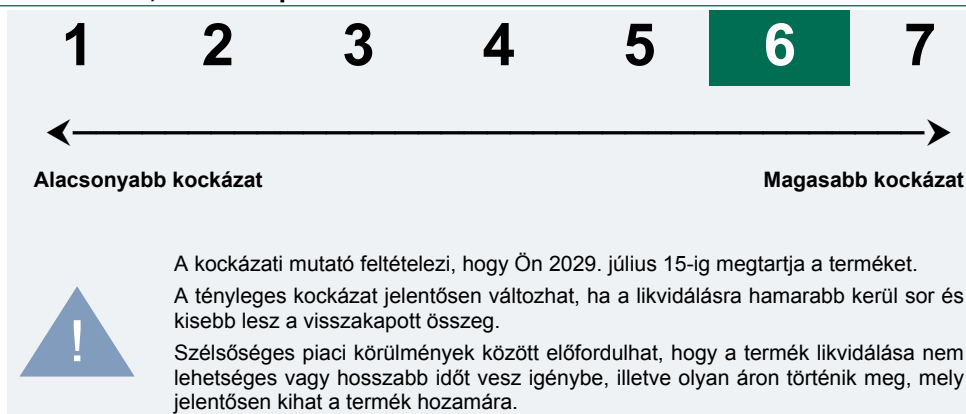 1 2 3 4 5 6 7
Alacsonyabb kockázat Magasabb kockázat
A kockázati mutató feltételezi, hogy Ön 2029. július 15-ig megtartja a terméket.
A tényleges kockázat jelentősen változhat, ha a likvidálásra hamarabb kerül sor és
kisebb lesz a visszakapott összeg.
!
Szélsőséges piaci körülmények között előfordulhat, hogy a termék likvidálása nem
lehetséges vagy hosszabb időt vesz igénybe, illetve olyan áron történik meg, mely
jelentősen kihat a termék hozamára.